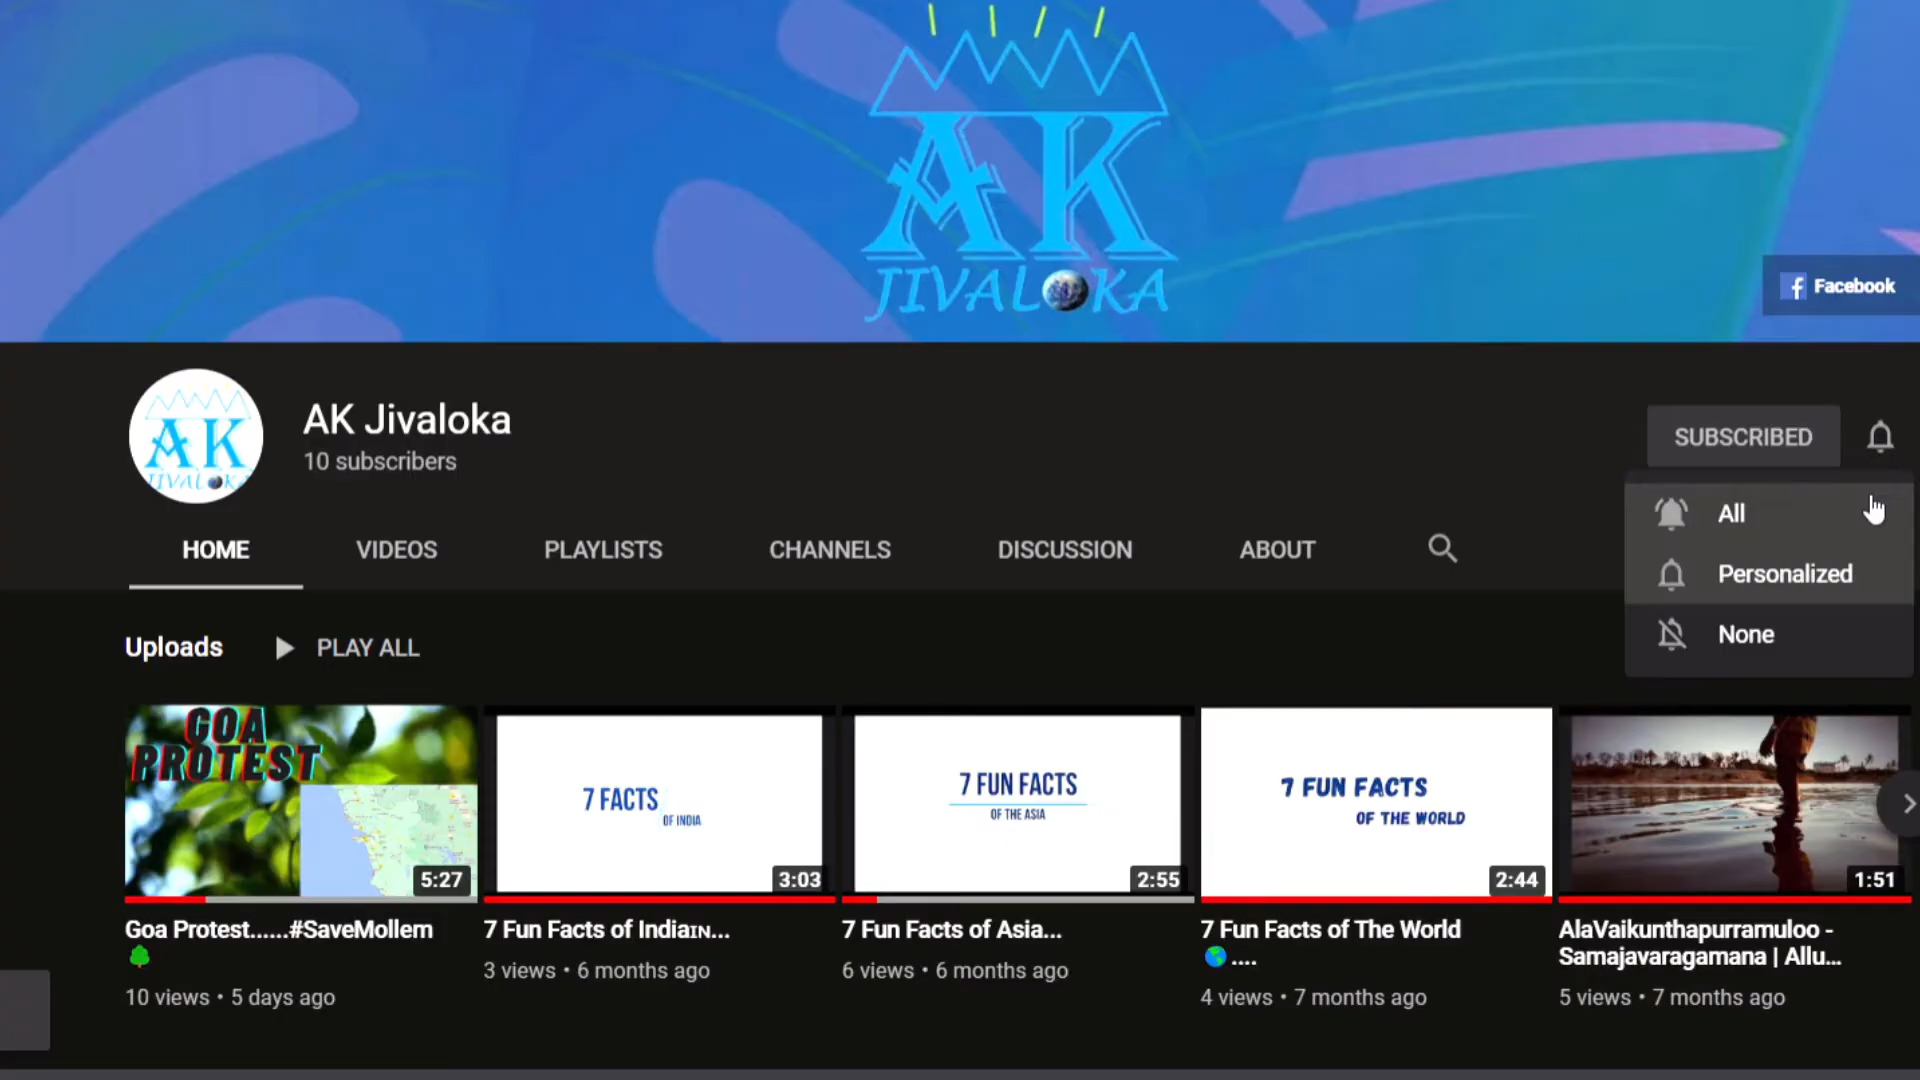 AK
JIVALOKA
Facebook
AK
JIVALOKA
AK Jivaloka
10 subscribers
SUBSCRIBED
All
Personalized
None
HOME
VIDEOS
PLAYLISTS
CHANNELS
DISCUSSION
ABOUT
Uploads
PLAY ALL
GOA
PROTEST
5:27
7 FACTS
OF INDIA
3:03
7 FUN FACTS
OF THE ASIA
2:55
7 FUN FACTS
OF THE WORLD
2:44
1:51
Goa Protest......#SaveMollem
🌳
10 views • 5 days ago
7 Fun Facts of IndiaIN...
3 views • 6 months ago
7 Fun Facts of Asia...
6 views • 6 months ago
7 Fun Facts of The World
🌎 ....
4 views • 7 months ago
AlaVaikunthapurramuloo -
Samajavaragamana | Allu...
5 views • 7 months ago